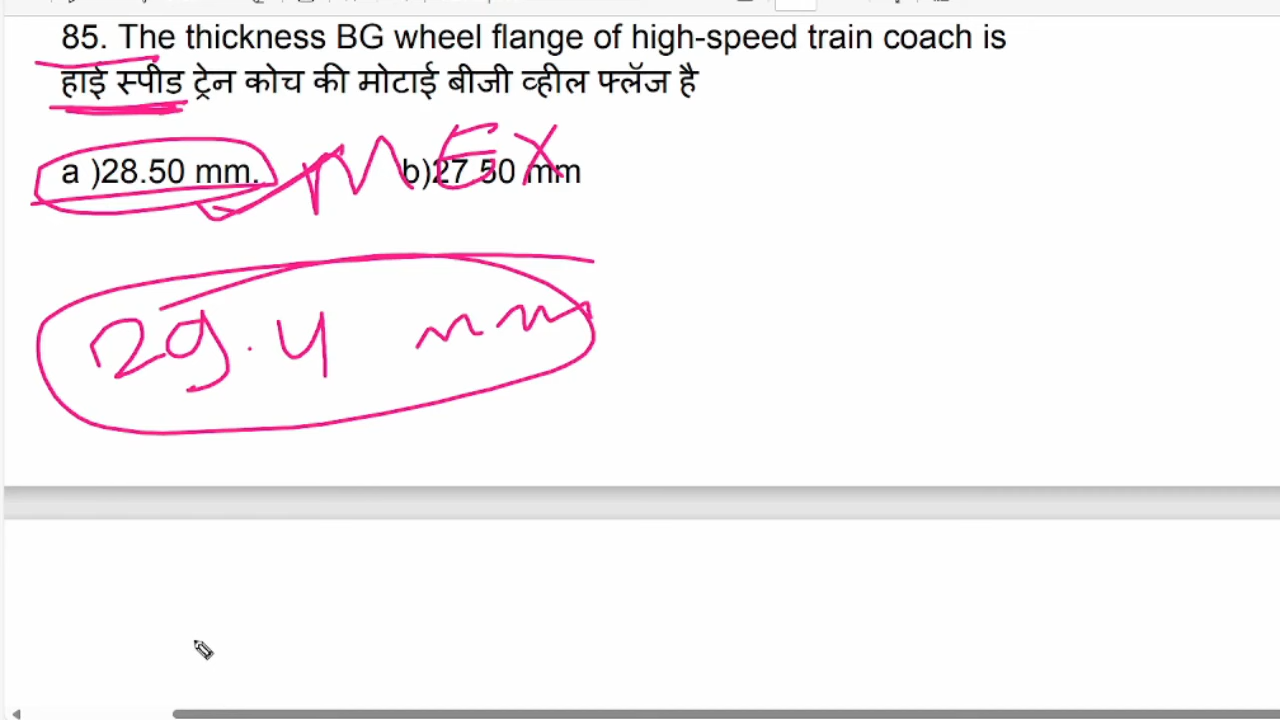 85. The thickness BG wheel flange of high-speed train coach is
हाई स्पीड ट्रेन कोच की मोटाई बीजी व्हील फ्लॅज है
a )28.50 mm. b)27.50 mm
MEX
29.4 mm